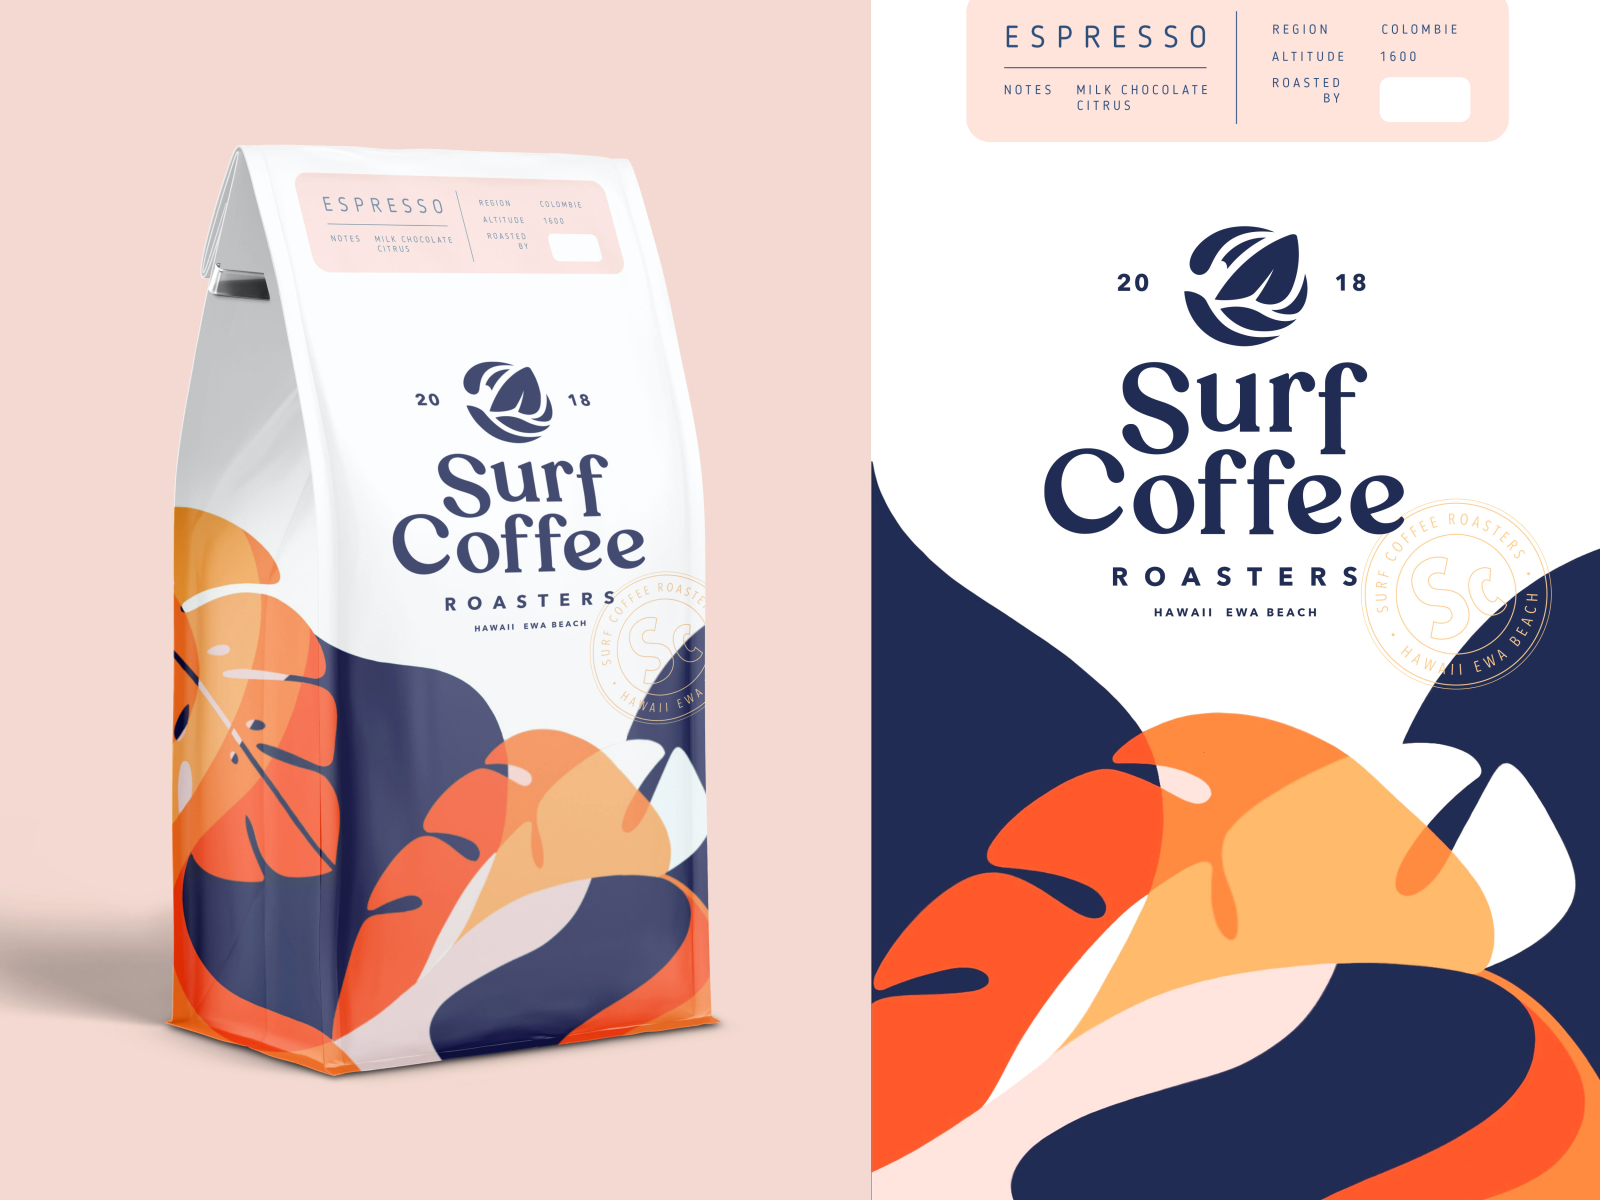 ESPRESSO
NOTES MILK CHOCOLATE
CITRUS
REGION COLOMBIE
ALTITUDE 1600
ROASTED
BY
20 18
Surf
Coffee
ROASTERS
HAWAII EWA BEACH
SURF COFFEE ROASTERS
Sc
HAWAII EWA
ESPRESSO
NOTES MILK CHOCOLATE
CITRUS
REGION COLOMBIE
ALTITUDE 1600
ROASTED
BY
20 18
Surf
Coffee
ROASTERS
HAWAII EWA BEACH
SURF COFFEE ROASTERS •
Sc
• HAWAII EWA BEACH